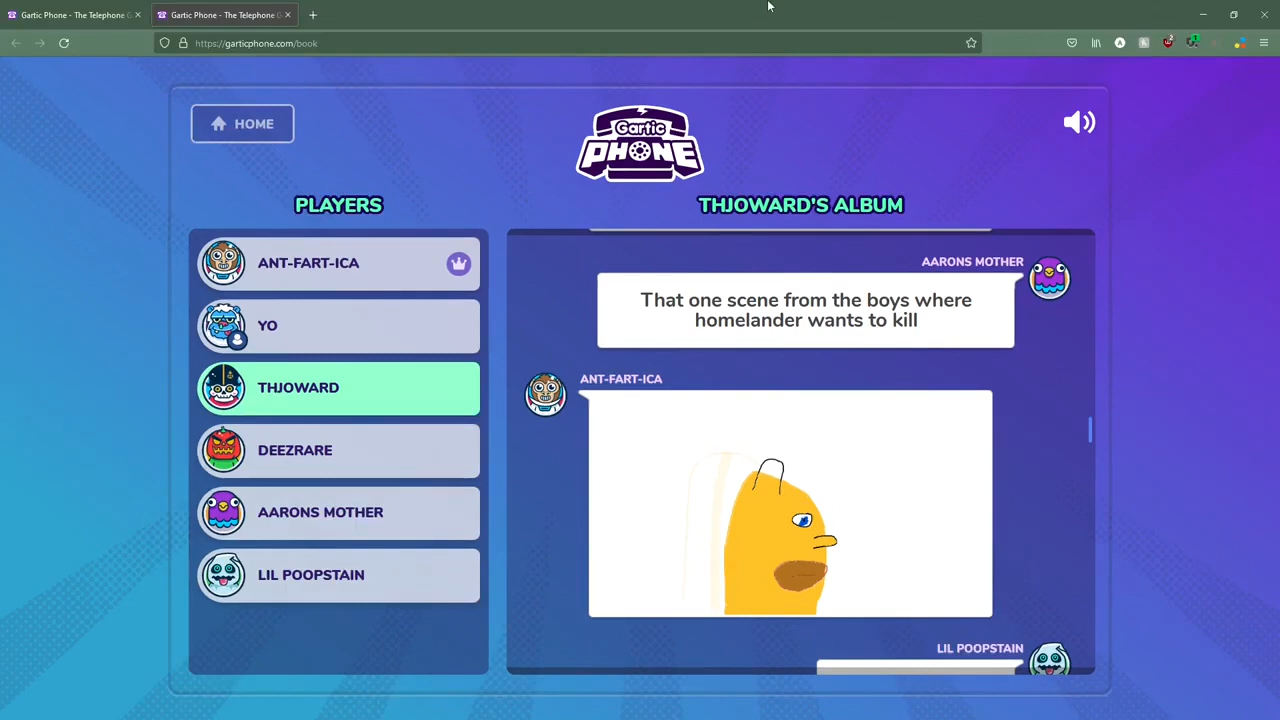 Gartic Phone - The Telephone G
Gartic Phone - The Telephone G
https://garticphone.com/book
2
1
HOME
Gartic
PHONE
PLAYERS
THJOWARD'S ALBUM
ANT-FART-ICA
YO
THJOWARD
DEEZRARE
AARONS MOTHER
LIL POOPSTAIN
AARONS MOTHER
That one scene from the boys where
homelander wants to kill
ANT-FART-ICA
LIL POOPSTAIN